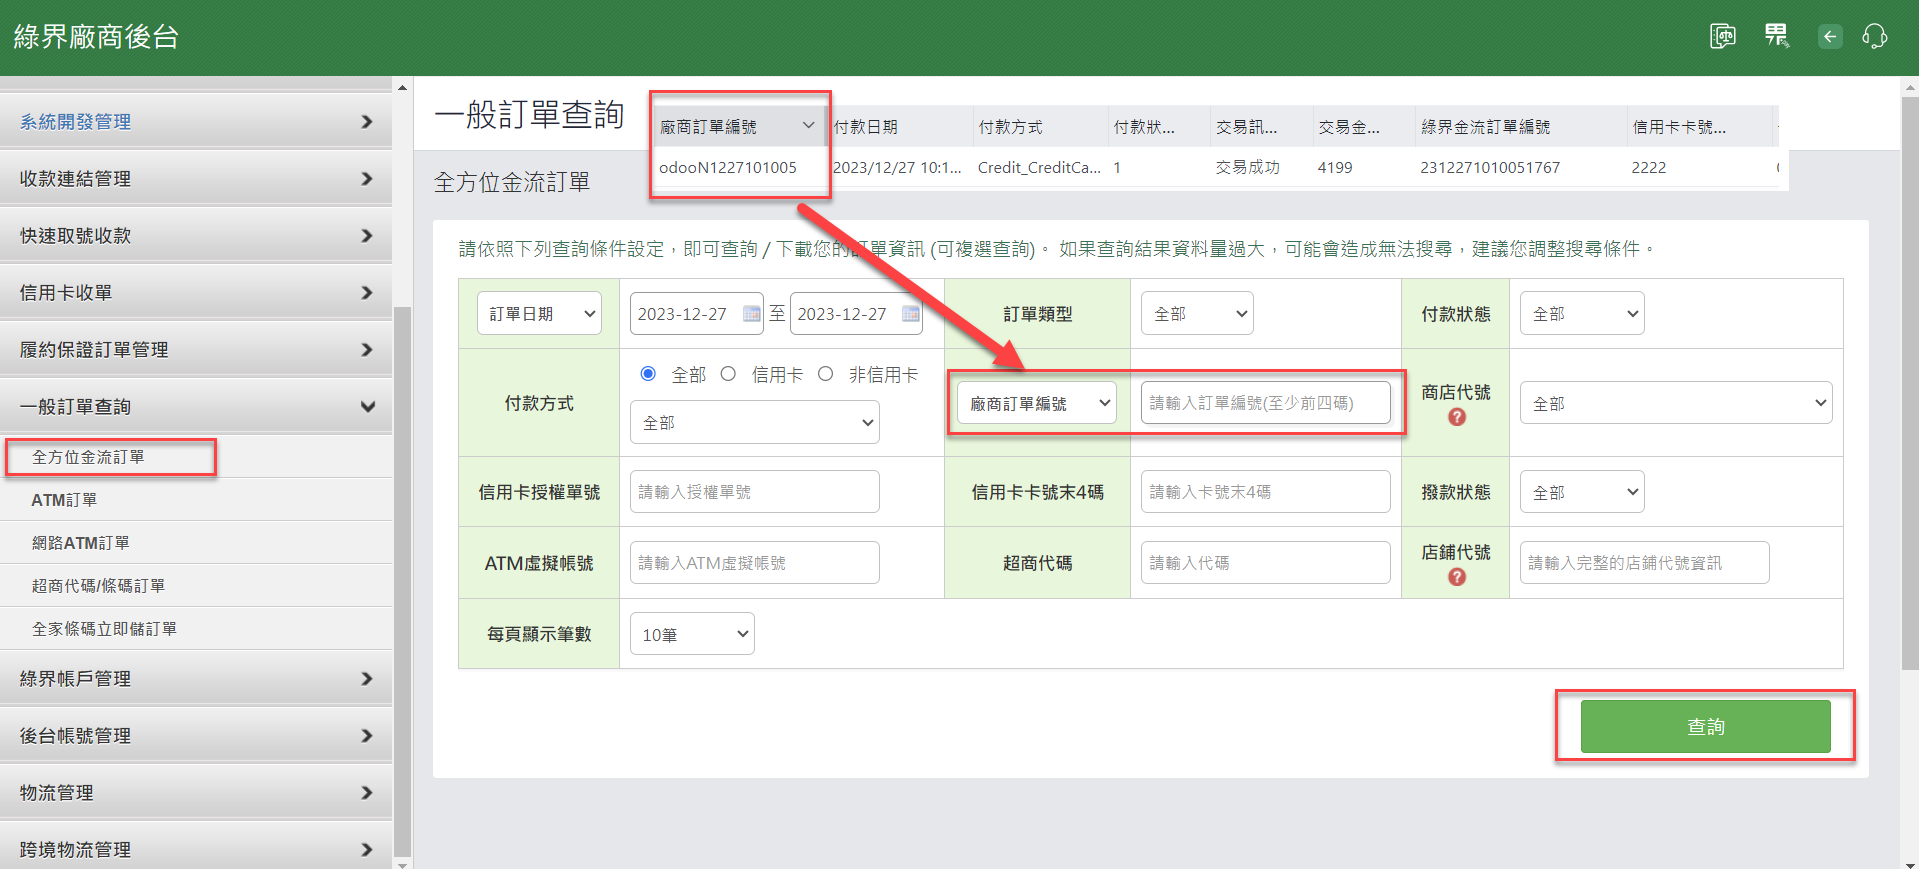 綠界廠商後台
系統開發管理
收款連結管理
快速取號收款
信用卡收單
履約保證訂單管理
一般訂單查詢
全方位金流訂單
ATM訂單
網路ATM訂單
超商代碼/條碼訂單
全家條碼立即儲訂單
綠界帳戶管理
後台帳號管理
物流管理
跨境物流管理
一般訂單查詢
廠商訂單編號 付款日期 付款方式 付款狀... 交易訊... 交易金... 綠界金流訂單編號 信用卡卡號...
odooN1227101005 2023/12/27 10:1... Credit_CreditCa... 1 交易成功 4199 2312271010051767 2222
全方位金流訂單
請依照下列查詢條件設定，即可查詢 / 下載您的訂單資訊 (可複選查詢)。 如果查詢結果資料量過大，可能會造成無法搜尋，建議您調整搜尋條件。
訂單日期 2023-12-27 至 2023-12-27 訂單類型 全部 付款狀態 全部
付款方式 全部 信用卡 非信用卡
全部
廠商訂單編號 請輸入訂單編號(至少前四碼) 商店代號 全部
信用卡授權單號 請輸入授權單號 信用卡卡號末4碼 請輸入卡號末4碼 撥款狀態 全部
ATM虛擬帳號 請輸入ATM虛擬帳號 超商代碼 請輸入代碼 店鋪代號 請輸入完整的店鋪代號資訊
每頁顯示筆數 10筆
查詢